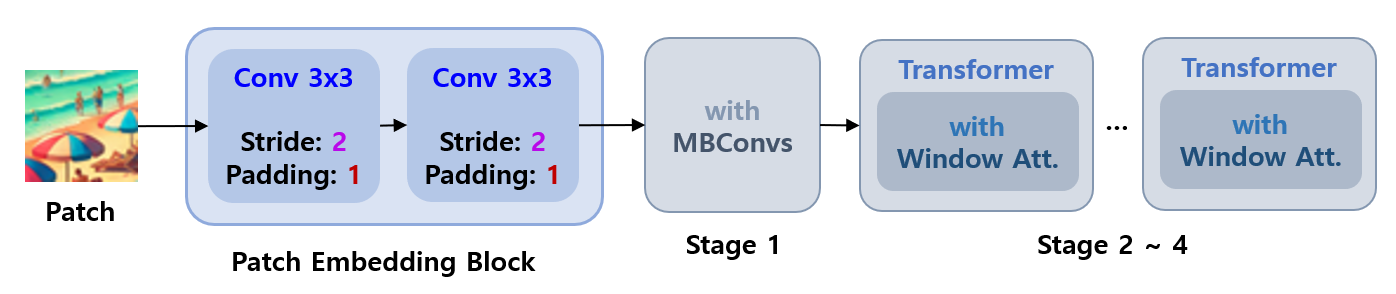 Patch
Conv 3x3
Stride: 2
Padding: 1
Conv 3x3
Stride: 2
Padding: 1
Patch Embedding Block
with
MBConvs
Stage 1
Transformer
with
Window Att.
...
Transformer
with
Window Att.
Stage 2 ~ 4